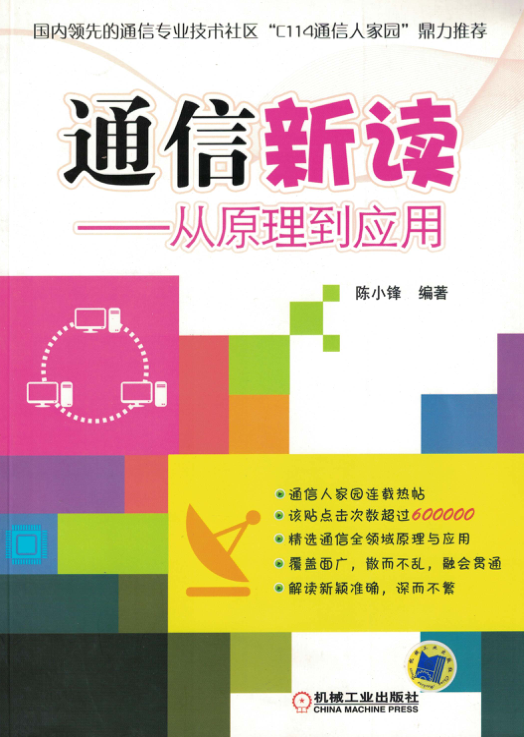 国内领先的通信专业技术社区“C114通信人家园”鼎力推荐
通信新读
——从原理到应用
陈小锋 编著
通信人家园连载热帖
该贴点击次数超过600000
精选通信全领域原理与应用
覆盖面广，散而不乱，融会贯通
解读新颖准确，深而不繁
机械工业出版社
CHINA MACHINE PRESS